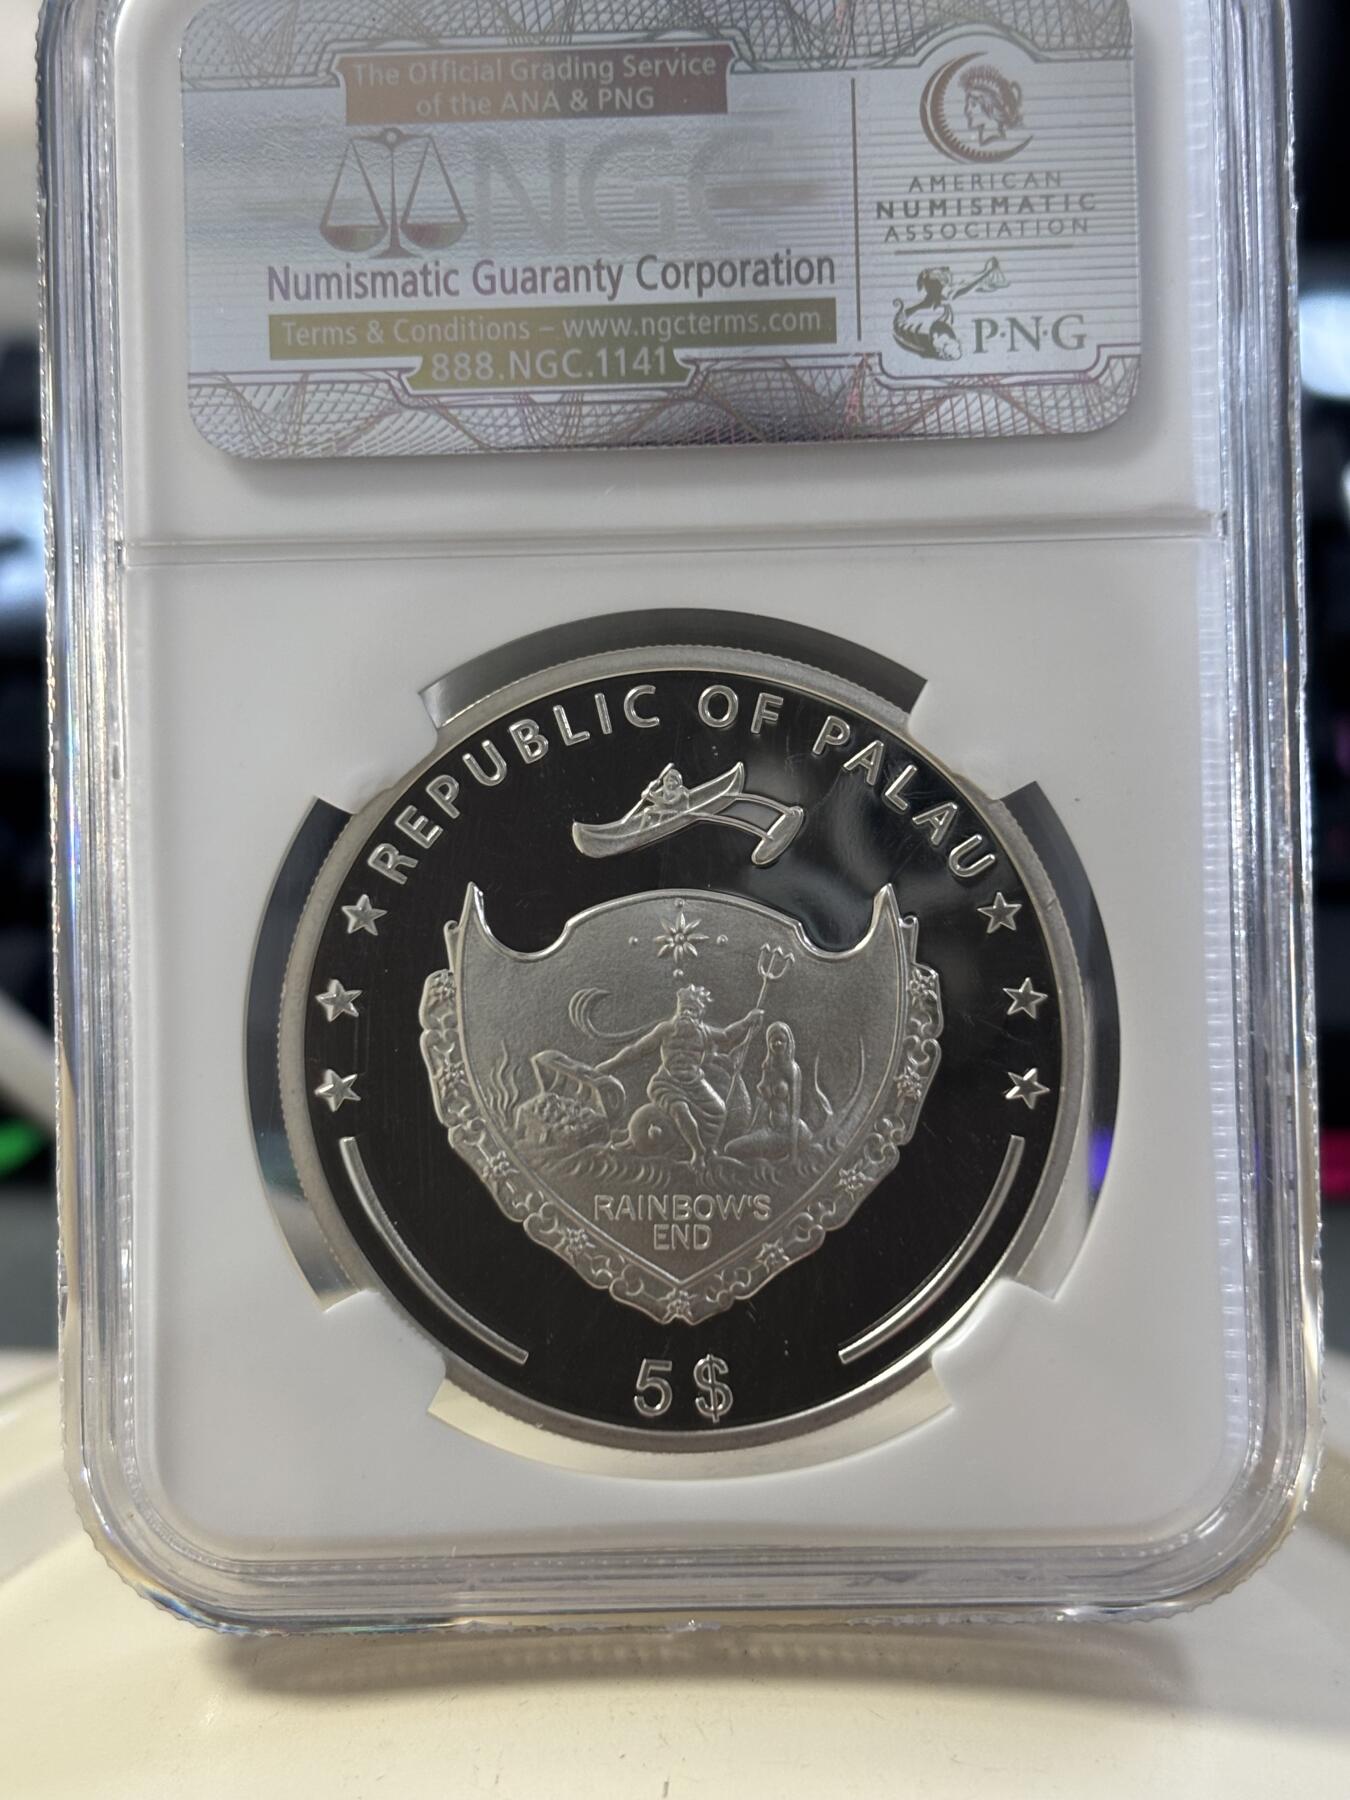 The Official Grading Service
of the ANA & PNG
NGC
Numismatic Guaranty Corporation
Terms & Conditions – www.ngcterms.com
888.NGC.1141
AMERICAN
NUMISMATIC
ASSOCIATION
P·N·G
REPUBLIC OF PALAU
RAINBOW'S
END
5 $